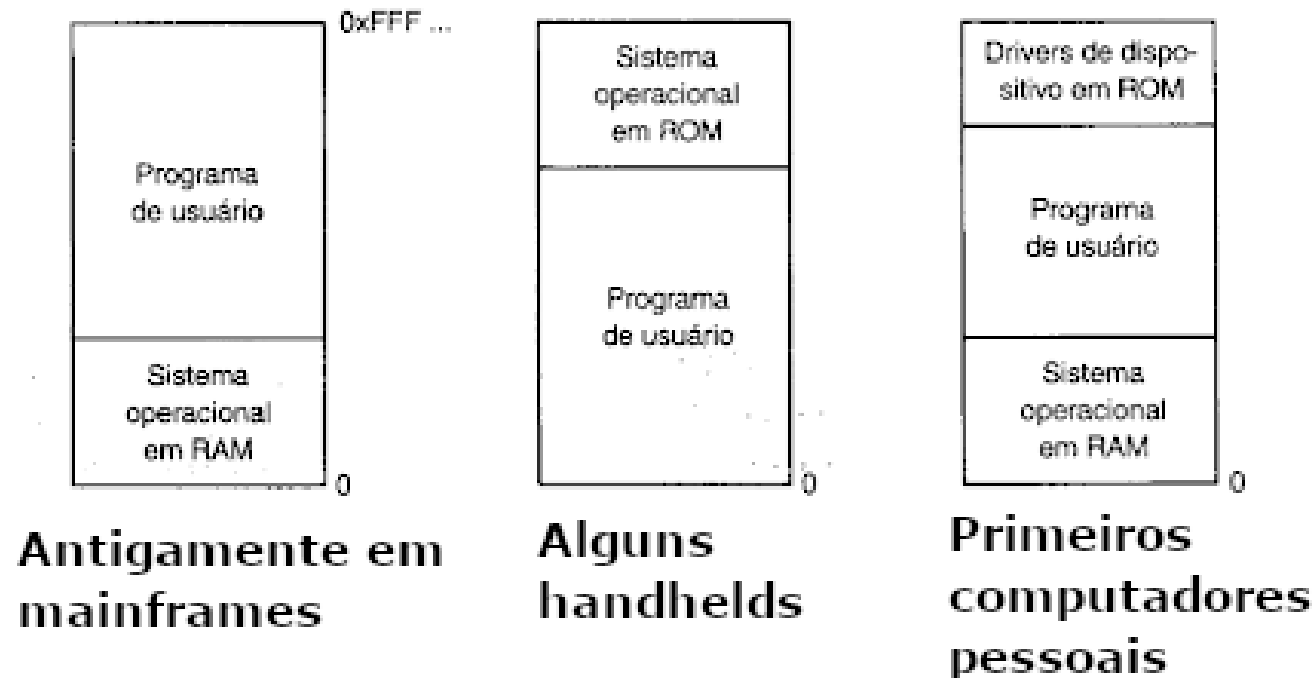 0xFFF ...
Programa
de usuário
Sistema
operacional
em RAM
0
Antigamente em
mainframes
Sistema
operacional
em ROM
Programa
de usuário
0
Alguns
handhelds
Drivers de dispo-
sitivo em ROM
Programa
de usuário
Sistema
operacional
em RAM
0
Primeiros
computadores
pessoais